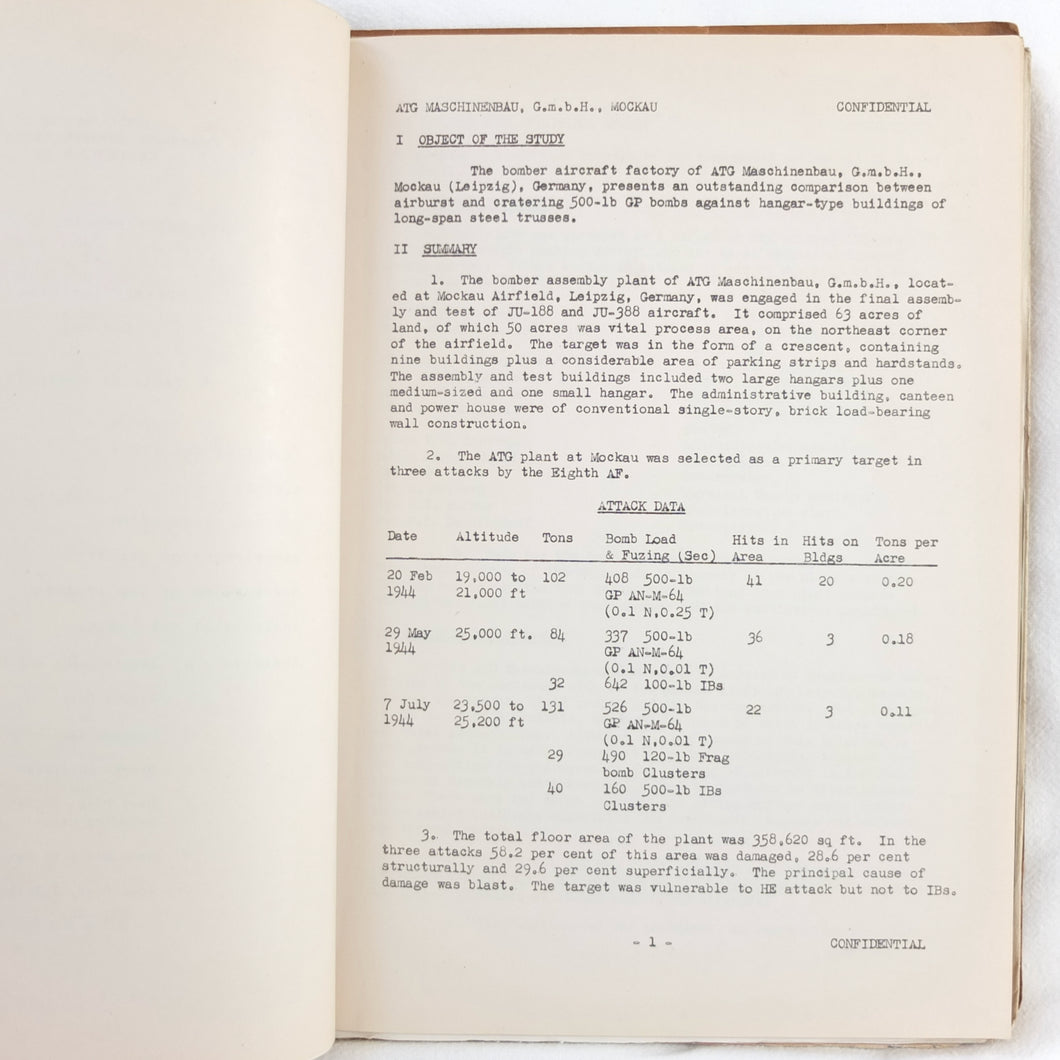 ATG MASCHINENBAU, G.m.b.H., MOCKAU CONFIDENTIAL
I OBJECT OF THE STUDY
The bomber aircraft factory of ATG Maschinenbau, G.m.b.H.,
Mockau (Leipzig), Germany, presents an outstanding comparison between
airburst and cratering 500-lb GP bombs against hangar-type buildings of
long-span steel trusses.
II SUMMARY
1. The bomber assembly plant of ATG Maschinenbau, G.m.b.H., locat-
ed at Mockau Airfield, Leipzig, Germany, was engaged in the final assemb-
ly and test of JU-188 and JU-388 aircraft. It comprised 63 acres of
land, of which 50 acres was vital process area, on the northeast corner
of the airfield. The target was in the form of a crescent, containing
nine buildings plus a considerable area of parking strips and hardstands.
The assembly and test buildings included two large hangars plus one
medium-sized and one small hangar. The administrative building, canteen
and power house were of conventional single-story, brick load-bearing
wall construction.
2. The ATG plant at Mockau was selected as a primary target in
three attacks by the Eighth AF.
ATTACK DATA
Date Altitude Tons Bomb Load Hits in Hits on Tons per
& Fuzing (Sec) Area Bldgs Acre
20 Feb 19,000 to 102 408 500-lb 41 20 0.20
1944 21,000 ft GP AN-M-64
(0.1 N,0.25 T)
29 May 25,000 ft. 84 337 500-lb 36 3 0.18
1944 GP AN-M-64
(0.1 N,0.01 T)
32 642 100-lb IBs
7 July 23,500 to 131 526 500-lb 22 3 0.11
1944 25,200 ft GP AN-M-64
(0.1 N,0.01 T)
29 490 120-lb Frag
bomb Clusters
40 160 500-lb IBs
Clusters
3. The total floor area of the plant was 358,620 sq ft. In the
three attacks 58.2 per cent of this area was damaged, 28.6 per cent
structurally and 29.6 per cent superficially. The principal cause of
damage was blast. The target was vulnerable to HE attack but not to IBs.
- 1 - CONFIDENTIAL